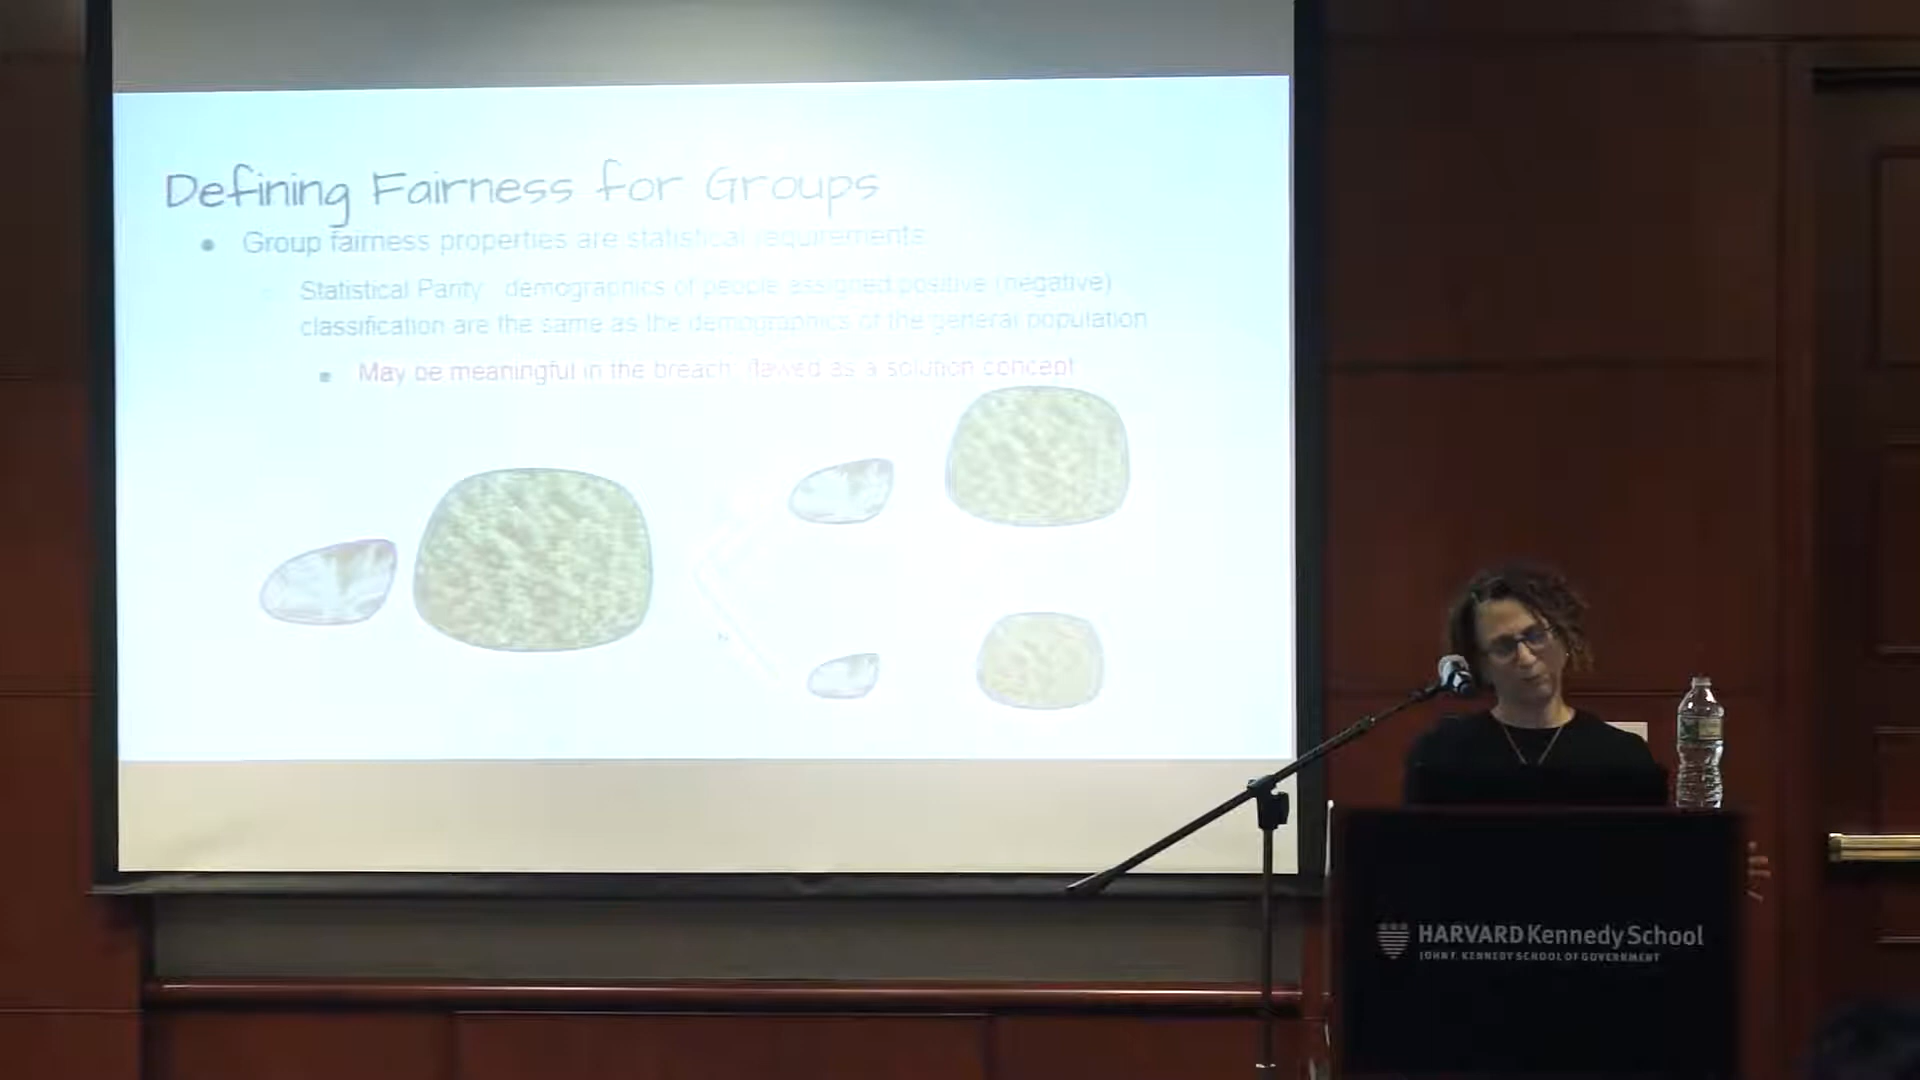 Defining Fairness for Groups
• Group fairness properties are statistical requirements
Statistical Parity: demographics of people assigned positive (negative)
classification are the same as the demographics of the general population
▪ May be meaningful in the breach; flawed as a solution concept
HARVARD Kennedy School
JOHN F. KENNEDY SCHOOL OF GOVERNMENT